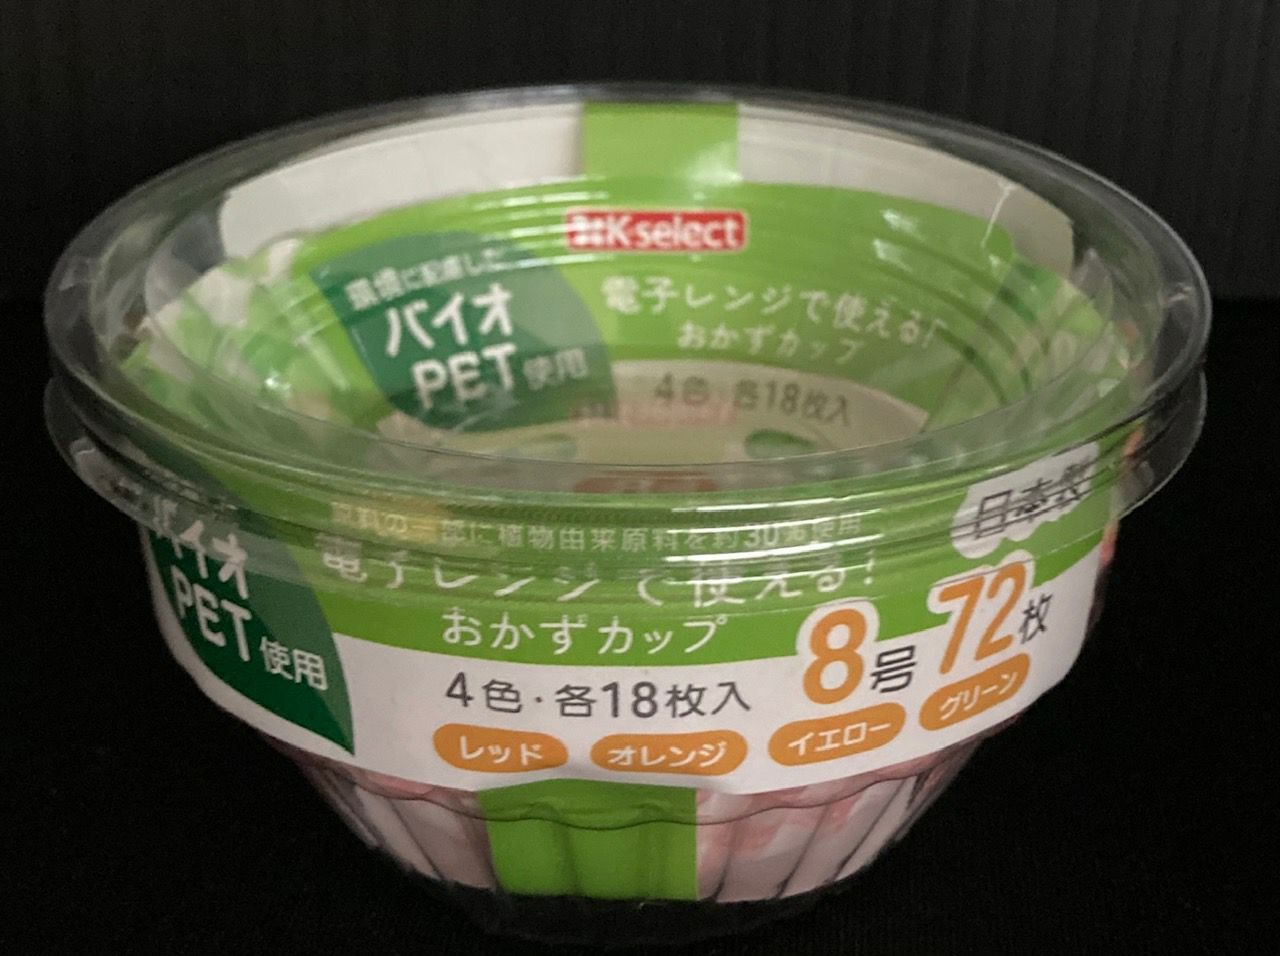 K-select
環境に配慮した
バイオ
PET使用
電子レンジで使える!
おかずカップ
4色・各18枚入
原料の一部に植物由来原料を約30%使用
日本製
バイオ
PET使用
電子レンジで使える!
おかずカップ
8号
72枚
4色・各18枚入
レッド
オレンジ
イエロー
グリーン